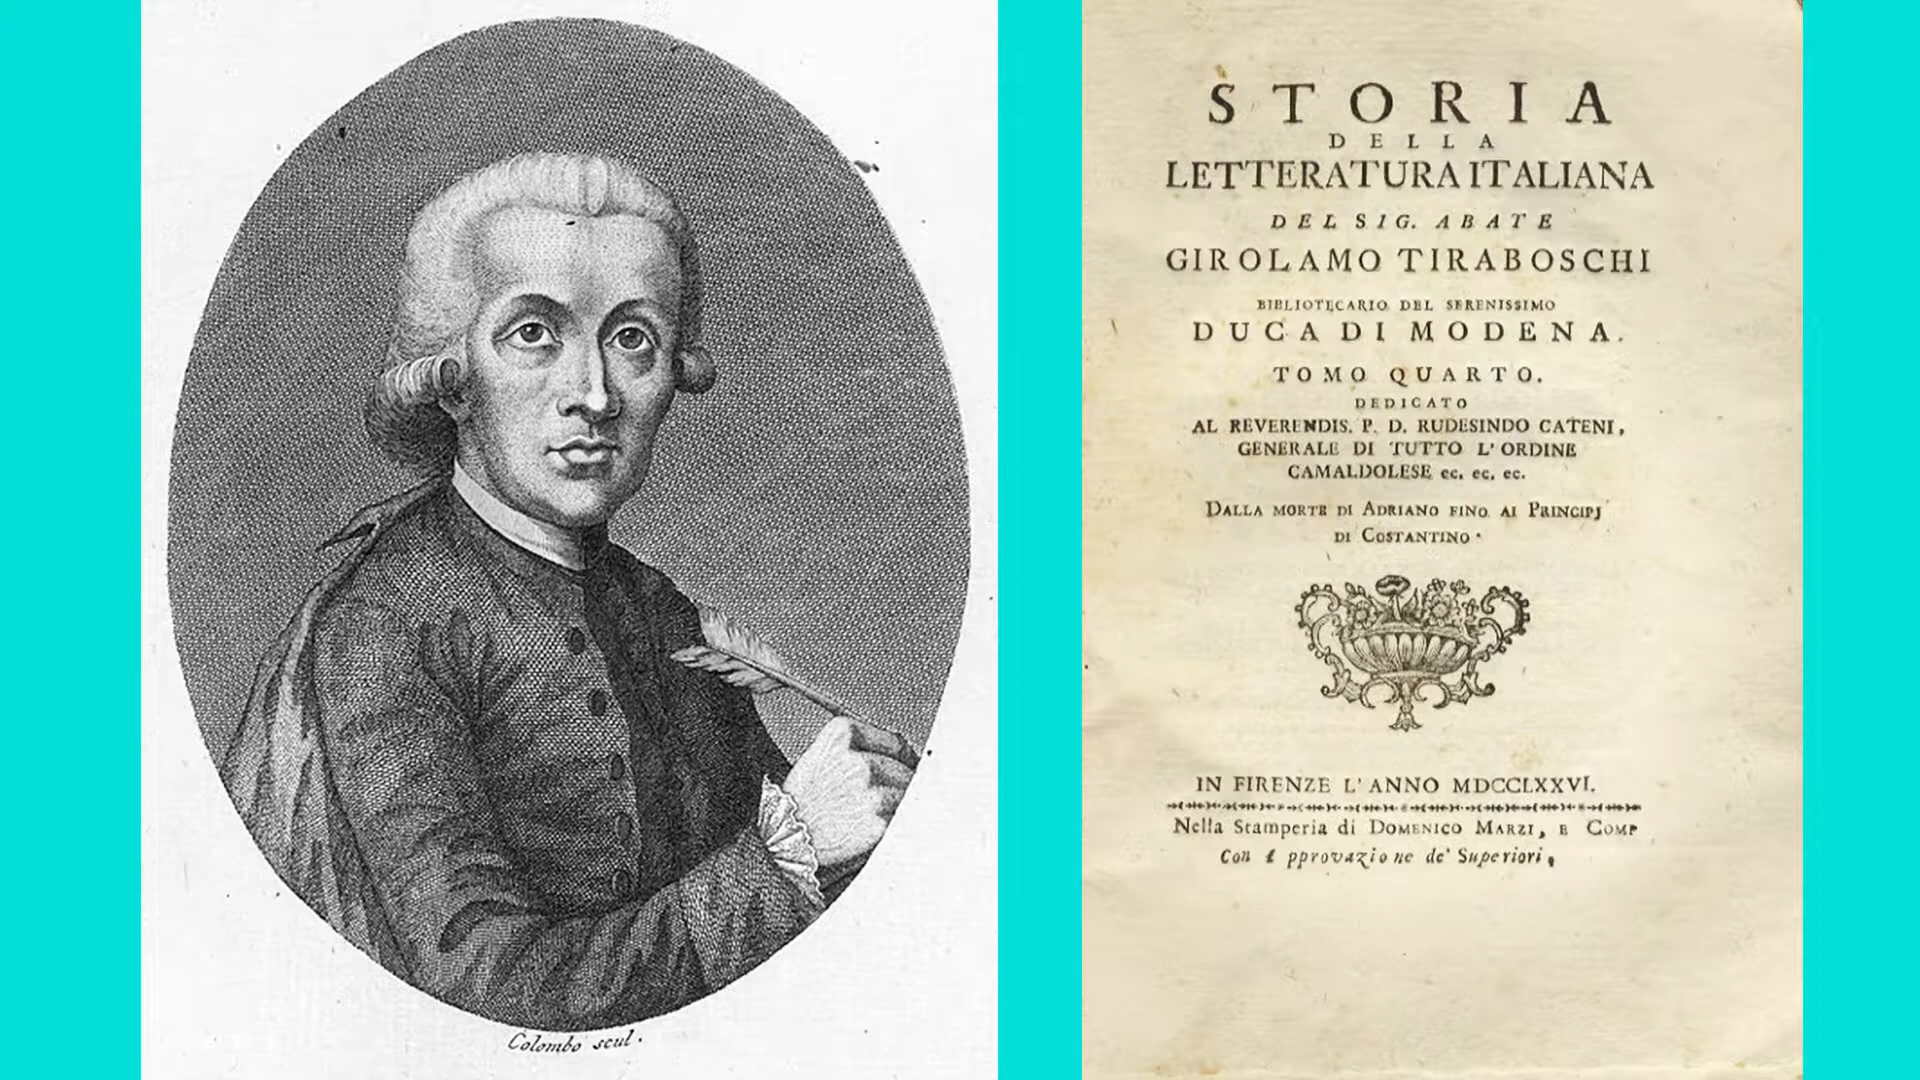 Colombo scul.
STORIA
DELLA
LETTERATURA ITALIANA
DEL SIG. ABATE
GIROLAMO TIRABOSCHI
BIBLIOTECARIO DEL SERENISSIMO
DUCA DI MODENA.
TOMO QUARTO.
DEDICATO
AL REVERENDIS. P. D. RUDESINDO CATENI,
GENERALE DI TUTTO L'ORDINE
CAMALDOLESE ec. ec. ec.
DALLA MORTE DI ADRIANO FINO AI PRINCIPJ
DI COSTANTINO.
IN FIRENZE L'ANNO MDCCLXXVI.
Nella Stamperia di DOMENICO MARZI, E COMP
Con pprovazione de' Superiori,